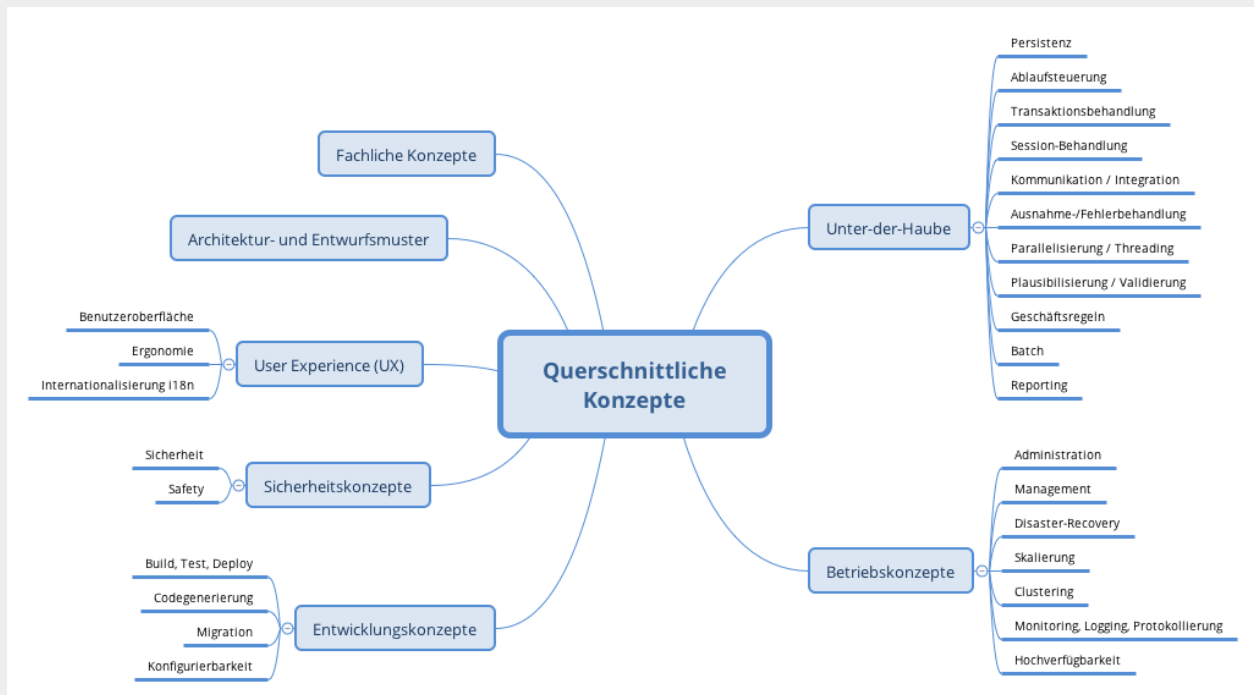 Querschnittliche
Konzepte
Fachliche Konzepte
Architektur- und Entwurfsmuster
User Experience (UX)
Benutzeroberfläche
Ergonomie
Internationalisierung i18n
Sicherheitskonzepte
Sicherheit
Safety
Entwicklungskonzepte
Build, Test, Deploy
Codegenerierung
Migration
Konfigurierbarkeit
Unter-der-Haube
Persistenz
Ablaufsteuerung
Transaktionsbehandlung
Session-Behandlung
Kommunikation / Integration
Ausnahme-/Fehlerbehandlung
Parallelisierung / Threading
Plausibilisierung / Validierung
Geschäftsregeln
Batch
Reporting
Betriebskonzepte
Administration
Management
Disaster-Recovery
Skalierung
Clustering
Monitoring, Logging, Protokollierung
Hochverfügbarkeit